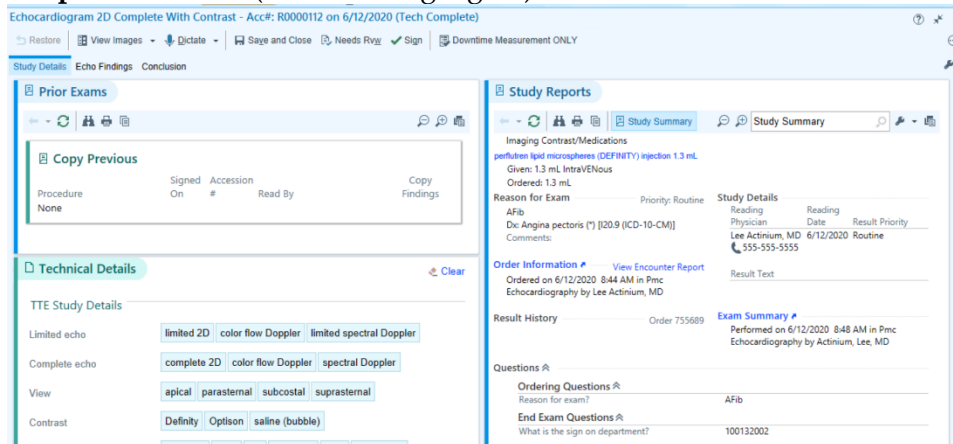 Echocardiogram 2D Complete With Contrast - Acc#: R0000112 on 6/12/2020 (Tech Complete)
Restore View Images Dictate Save and Close Needs Rvw Sign Downtime Measurement ONLY
Study Details Echo Findings Conclusion
Prior Exams
Copy Previous
Procedure Signed On Accession # Read By Copy Findings
None
Technical Details
Clear
TTE Study Details
Limited echo limited 2D color flow Doppler limited spectral Doppler
Complete echo complete 2D color flow Doppler spectral Doppler
View apical parasternal subcostal suprasternal
Contrast Definity Optison saline (bubble)
Study Reports
Study Summary Study Summary
Imaging Contrast/Medications
perflutren lipid microspheres (DEFINITY) injection 1.3 mL
Given: 1.3 mL IntraVENous
Ordered: 1.3 mL
Reason for Exam Priority: Routine
AFib
Dx: Angina pectoris (*) [I20.9 (ICD-10-CM)]
Comments:
Study Details
Reading Physician Reading Date Result Priority
Lee Actinium, MD 6/12/2020 Routine
555-555-5555
Order Information View Encounter Report
Ordered on 6/12/2020 8:44 AM in Pmc
Echocardiography by Lee Actinium, MD
Result Text
Result History Order 755689
Exam Summary
Performed on 6/12/2020 8:48 AM in Pmc
Echocardiography by Actinium, Lee, MD
Questions
Ordering Questions
Reason for exam? AFib
End Exam Questions
What is the sign on department? 100132002